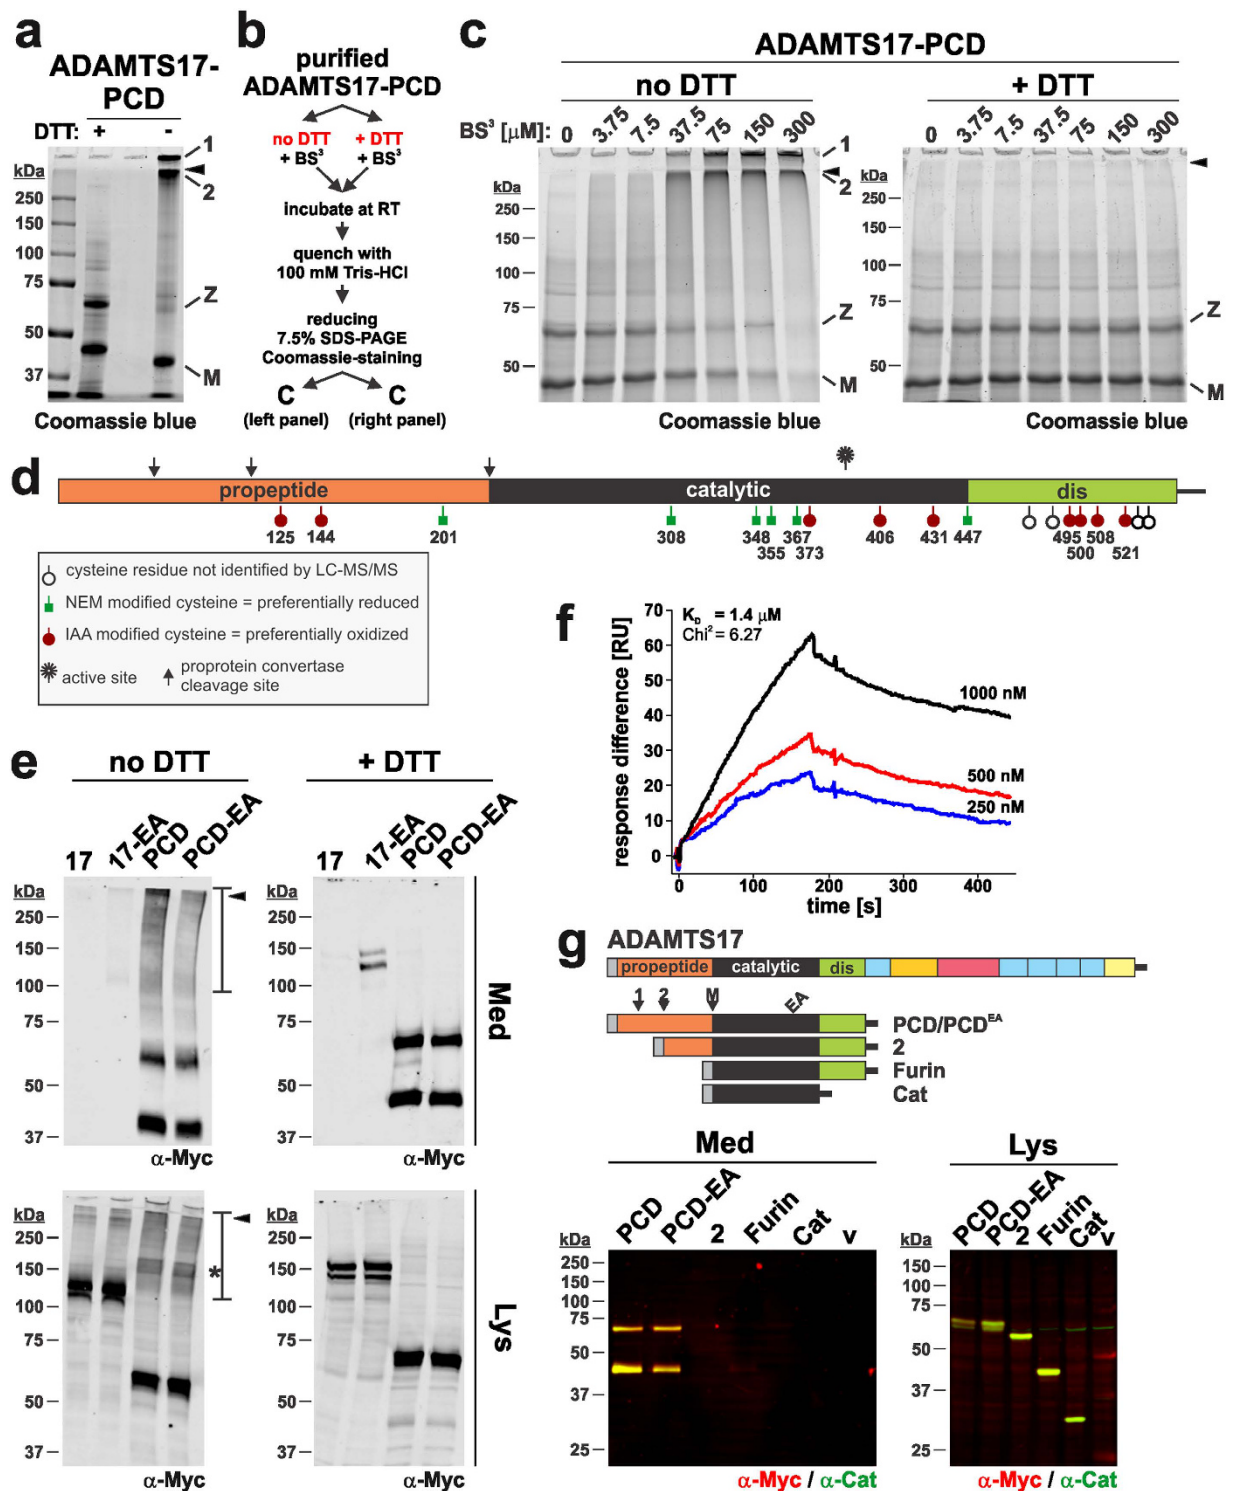 a
ADAMTS17-
PCD
DTT: + -
kDa
250
150
100
75
50
37
1
2
Z
M
Coomassie blue
b
purified
ADAMTS17-PCD
no DTT + DTT
+ BS³ + BS³
incubate at RT
quench with
100 mM Tris-HCl
reducing
7.5% SDS-PAGE
Coomassie-staining
C C
(left panel) (right panel)
c
ADAMTS17-PCD
no DTT + DTT
BS³ [µM]: 0 3.75 7.5 37.5 75 150 300
0 3.75 7.5 37.5 75 150 300
kDa
250
150
100
75
50
1
2
Z
M
Coomassie blue
kDa
250
150
100
75
50
Z
M
Coomassie blue
d
propeptide catalytic dis
125 144 201 308 348 355 367 373 406 431 447 495 500 508 521
cysteine residue not identified by LC-MS/MS
NEM modified cysteine = preferentially reduced
IAA modified cysteine = preferentially oxidized
active site
proprotein convertase
cleavage site
e
no DTT + DTT
17 17-EA PCD PCD-EA
17 17-EA PCD PCD-EA
kDa
250
150
100
75
50
37
α-Myc
kDa
250
150
100
75
50
37
α-Myc
Med
kDa
250
150
100
75
50
37
*
α-Myc
kDa
250
150
100
75
50
37
α-Myc
Lys
f
K_D = 1.4 µM
Chi² = 6.27
response difference [RU]
70
60
50
40
30
20
10
0
1000 nM
500 nM
250 nM
0 100 200 300 400
time [s]
g
ADAMTS17
propeptide catalytic dis
1 2 M EA
PCD/PCD^EA
2
Furin
Cat
Med
PCD PCD-EA 2 Furin Cat v
kDa
250
150
100
75
50
37
25
α-Myc / α-Cat
Lys
PCD PCD-EA 2 Furin Cat v
kDa
150
100
75
50
37
25
α-Myc / α-Cat